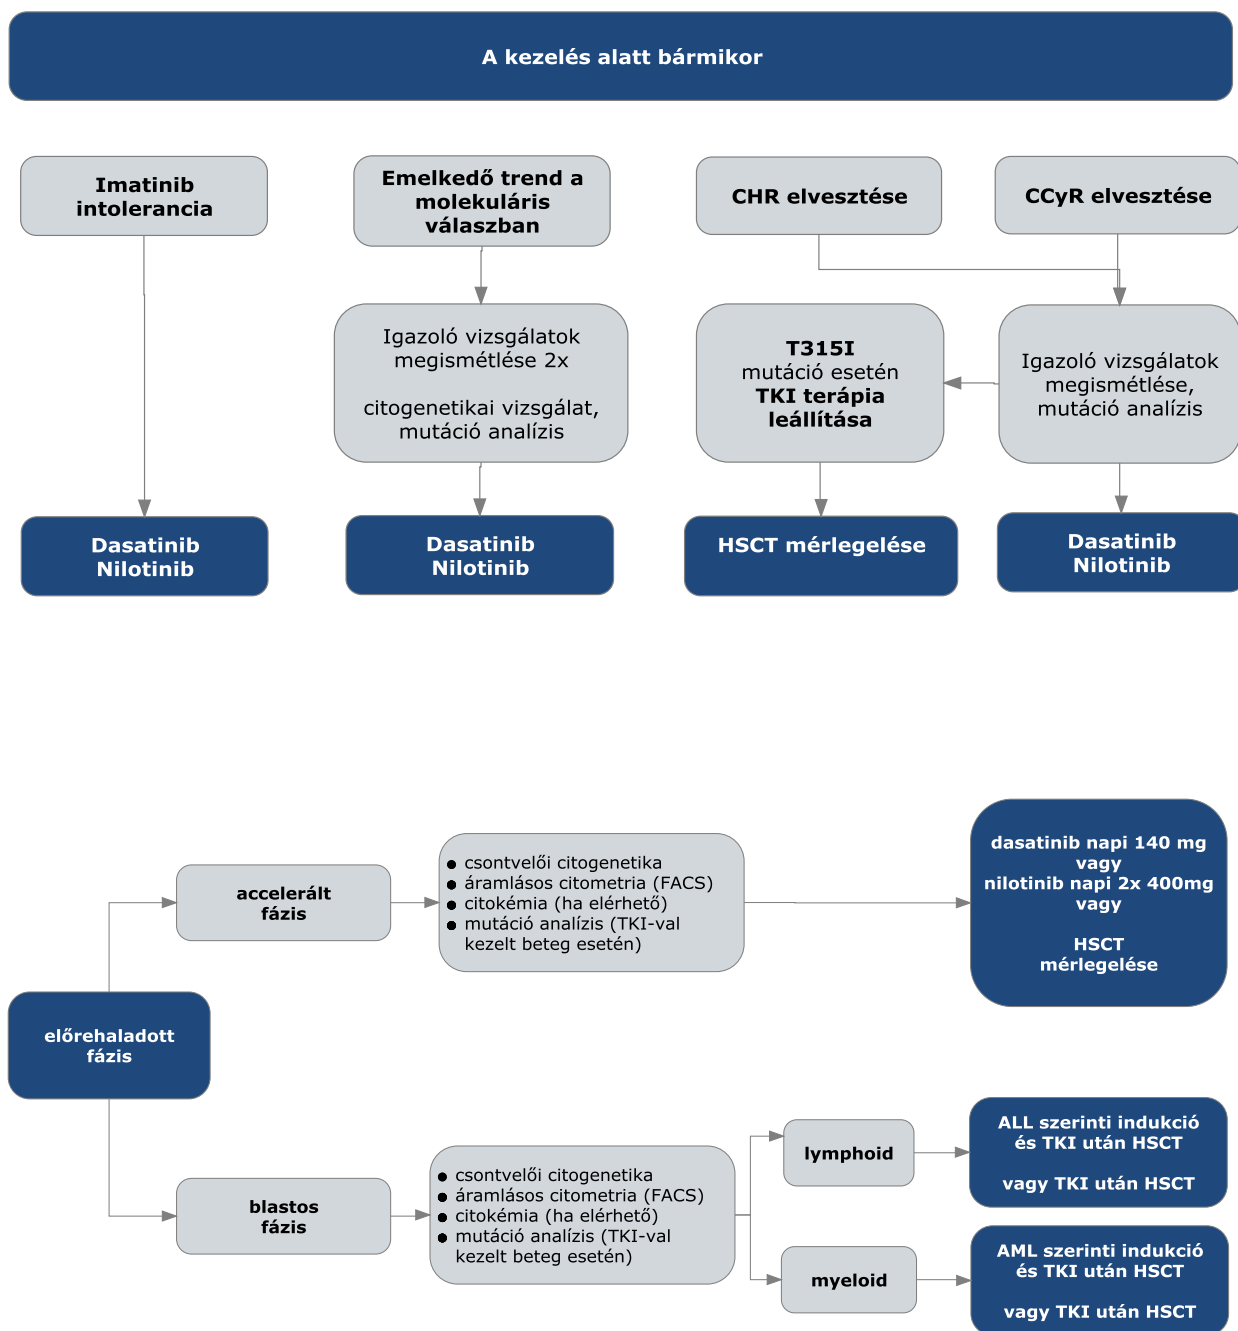 A kezelés alatt bármikor
Imatinib
intolerancia
Emelkedő trend a
molekuláris
válaszban
CHR elvesztése
CCyR elvesztése
Igazoló vizsgálatok
megismétlése 2x
citogenetikai vizsgálat,
mutáció analízis
T315I
mutáció esetén
TKI terápia
leállítása
Igazoló vizsgálatok
megismétlése,
mutáció analízis
Dasatinib
Nilotinib
Dasatinib
Nilotinib
HSCT mérlegelése
Dasatinib
Nilotinib
előrehaladott
fázis
accelerált
fázis
● csontvelői citogenetika
● áramlásos citometria (FACS)
● citokémia (ha elérhető)
● mutáció analízis (TKI-val
kezelt beteg esetén)
dasatinib napi 140 mg
vagy
nilotinib napi 2x 400mg
vagy
HSCT
mérlegelése
blastos
fázis
● csontvelői citogenetika
● áramlásos citometria (FACS)
● citokémia (ha elérhető)
● mutáció analízis (TKI-val
kezelt beteg esetén)
lymphoid
ALL szerinti indukció
és TKI után HSCT
vagy TKI után HSCT
myeloid
AML szerinti indukció
és TKI után HSCT
vagy TKI után HSCT